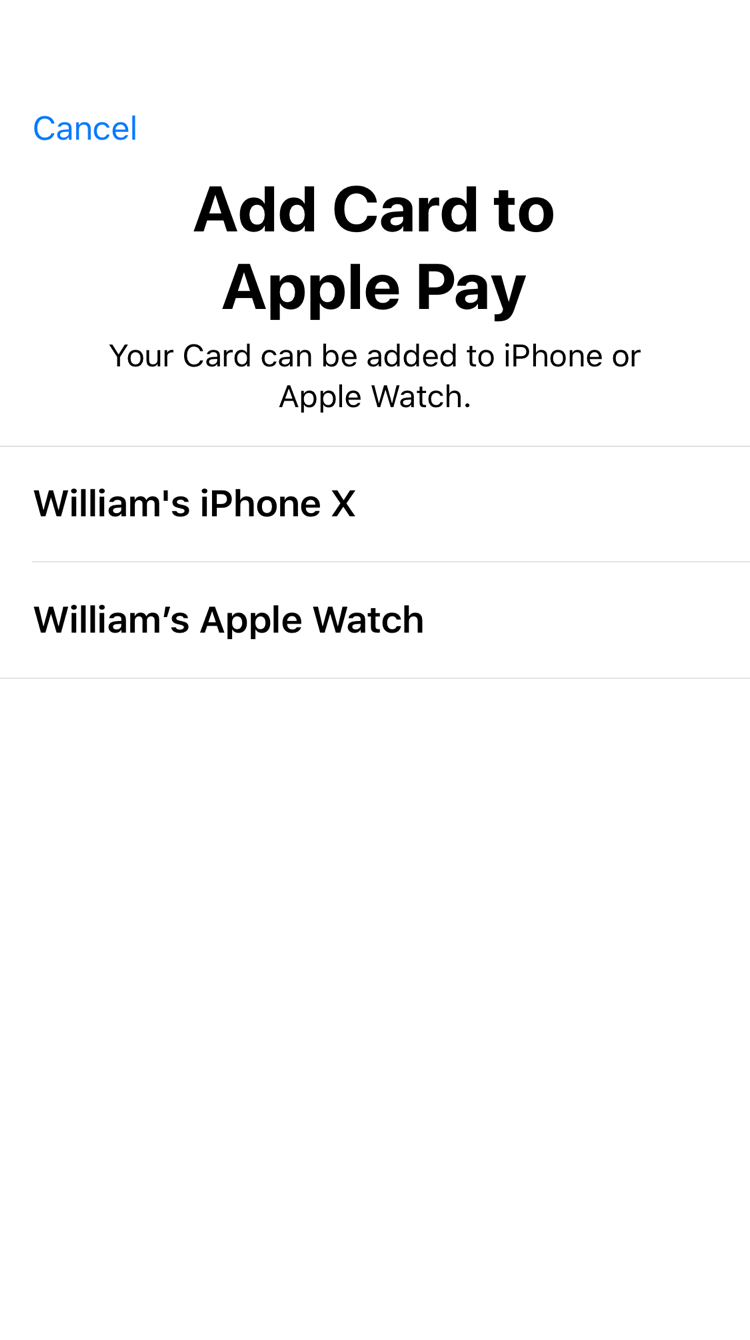 Cancel
Add Card to
Apple Pay
Your Card can be added to iPhone or
Apple Watch.
William's iPhone X
William’s Apple Watch